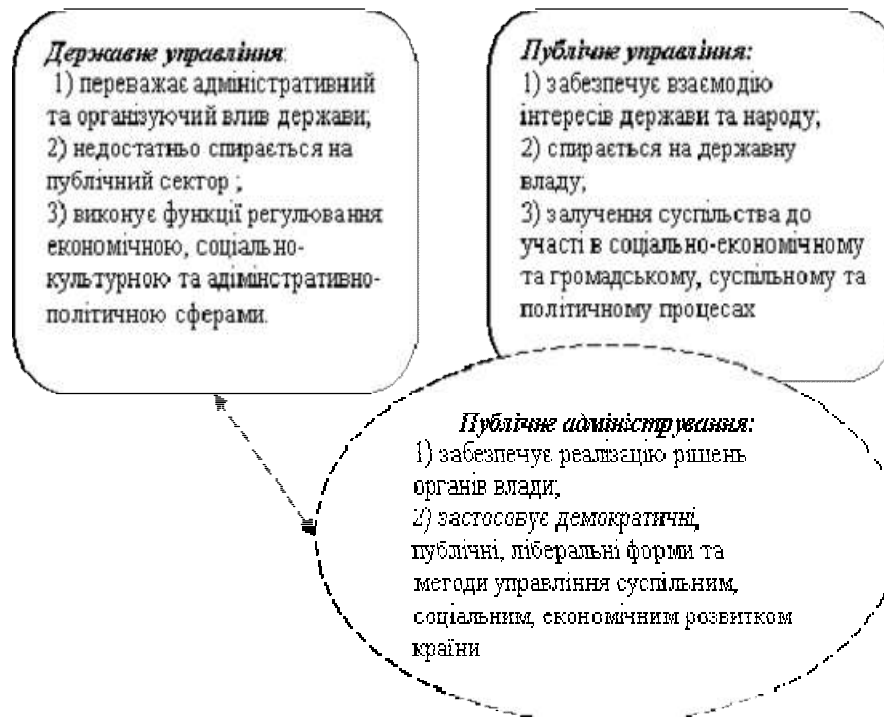 Державне управління:
1) переважає адміністративний
та організуючий влив держави;
2) недостатньо спирається на
публічний сектор ;
3) виконує функції регулювання
економічною, соціально-
культурною та адімінстративно-
політичною сферами.
Публічне управління:
1) забезпечує взаємодію
інтересів держави та народу;
2) спирається на державну
владу;
3) залучення суспільства до
участі в соціально-економічному
та громадському, суспільному та
політичному процесах
Публічне адміністрування:
1) забезпечує реалізацію рішень
органів влади;
2) застосовує демократичні,
публічні, ліберальні форми та
методи управління суспільним,
соціальним, економічним розвитком
країни